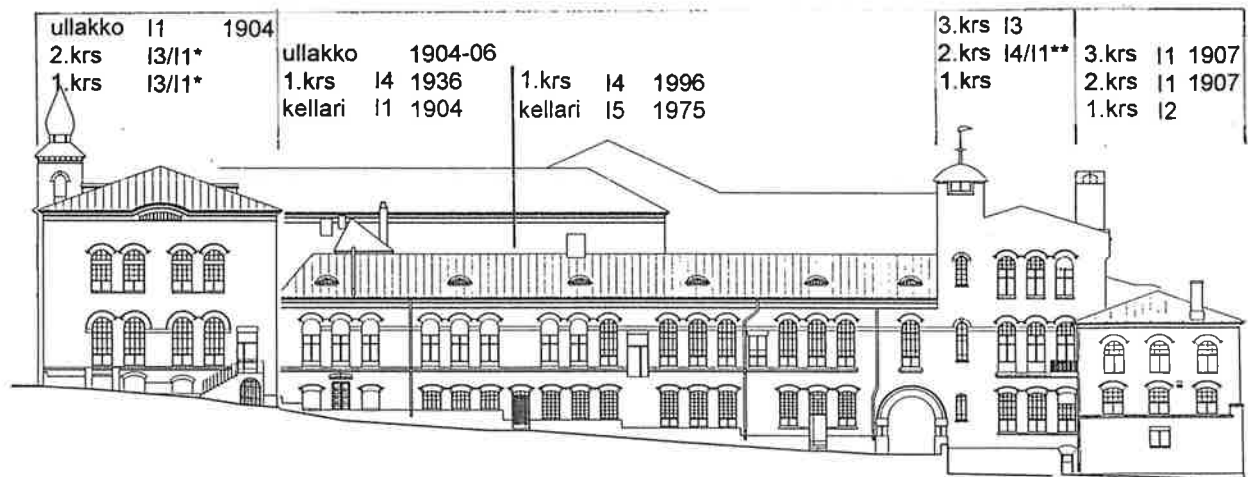 ullakko I1 1904
2.krs I3/I1*
1.krs I3/I1*
ullakko 1904-06
1.krs I4 1936
kellari I1 1904
1.krs I4 1996
kellari I5 1975
3.krs I3
2.krs I4/I1**
1.krs
3.krs I1 1907
2.krs I1 1907
1.krs I2